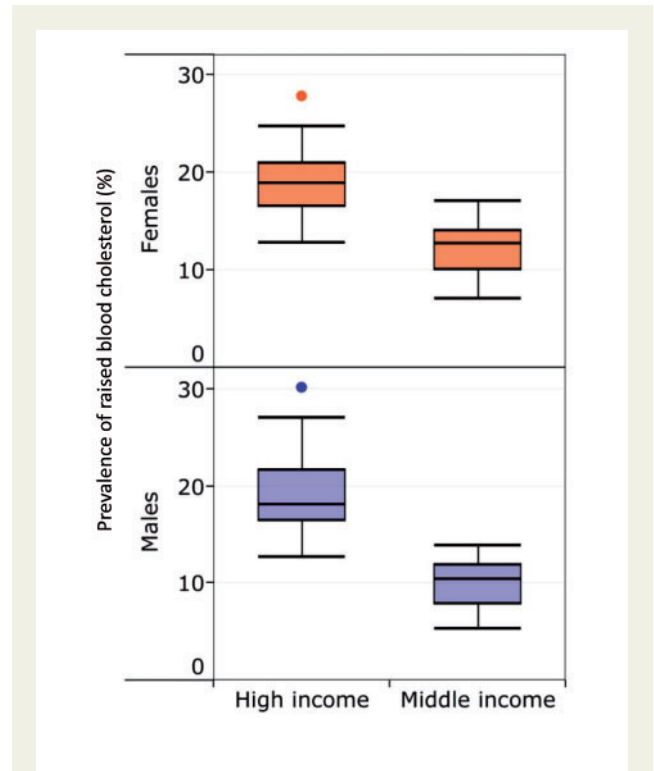 Prevalence of raised blood cholesterol (%)
Females
30
20
10
0
Males
30
20
10
0
High income
Middle income